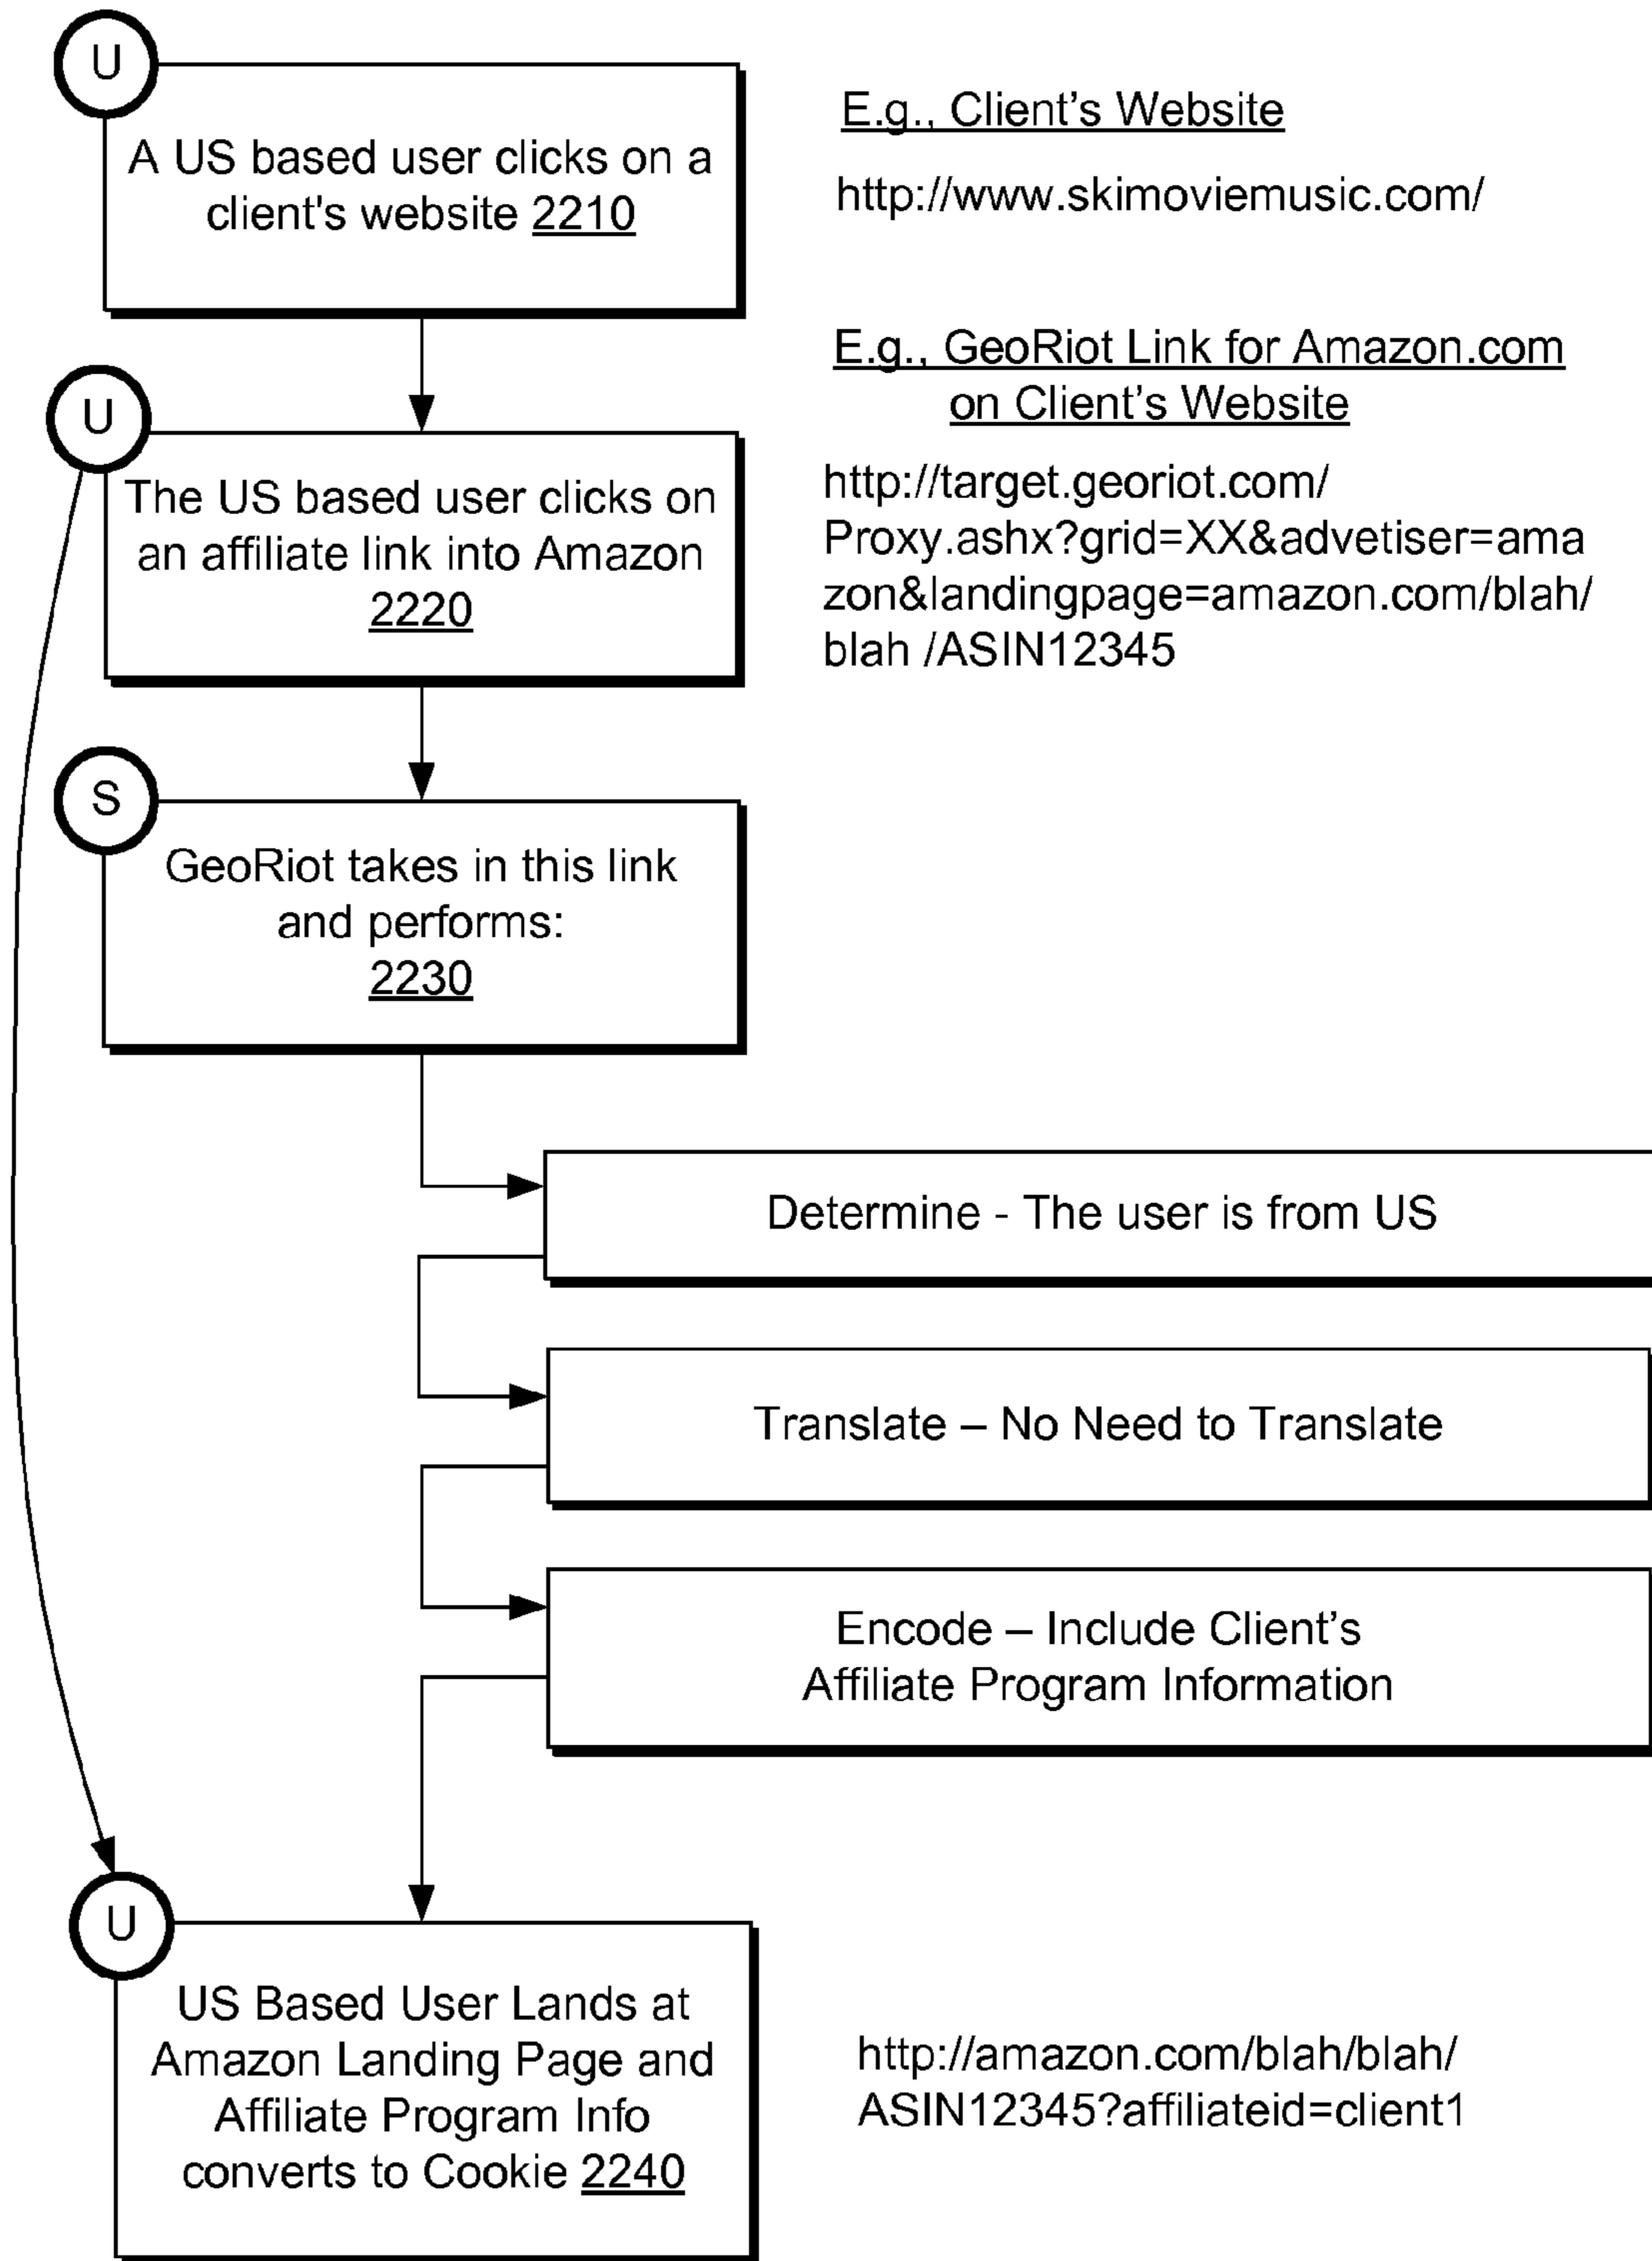 U
A US based user clicks on a
client's website 2210
E.g., Client's Website
http://www.skimoviemusic.com/
E.g., GeoRiot Link for Amazon.com
on Client's Website
http://target.georiot.com/
Proxy.ashx?grid=XX&advetiser=ama
zon&landingpage=amazon.com/blah/
blah /ASIN12345
U
The US based user clicks on
an affiliate link into Amazon
2220
S
GeoRiot takes in this link
and performs:
2230
Determine - The user is from US
Translate – No Need to Translate
Encode – Include Client's
Affiliate Program Information
U
US Based User Lands at
Amazon Landing Page and
Affiliate Program Info
converts to Cookie 2240
http://amazon.com/blah/blah/
ASIN12345?affiliateid=client1